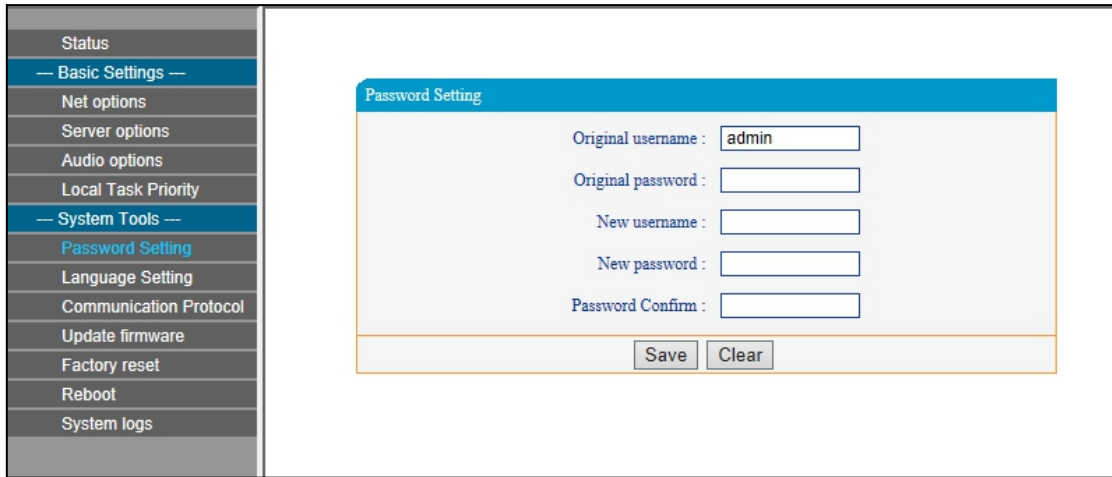 Status
--- Basic Settings ---
Net options
Server options
Audio options
Local Task Priority
--- System Tools ---
Password Setting
Language Setting
Communication Protocol
Update firmware
Factory reset
Reboot
System logs
Password Setting
Original username : admin
Original password :
New username :
New password :
Password Confirm :
Save Clear